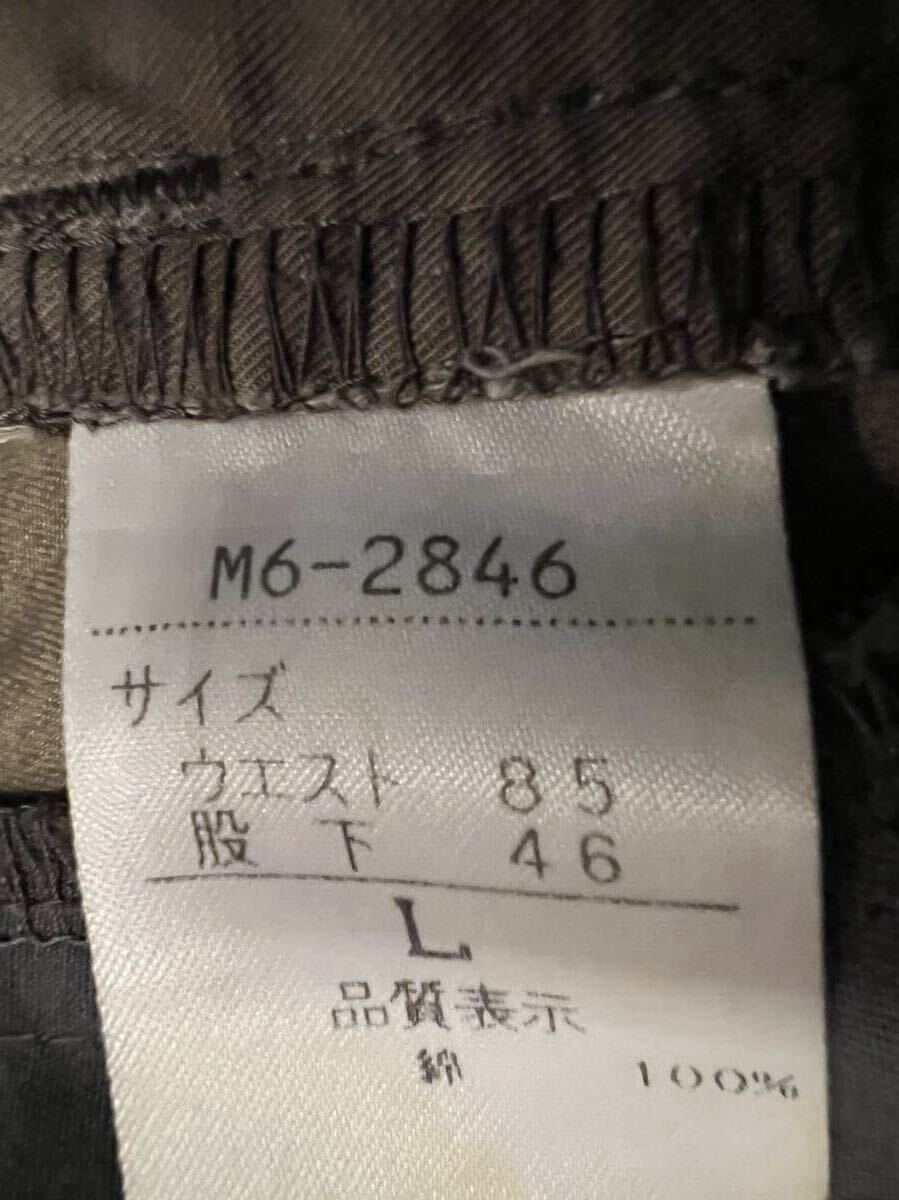 M6-2846
サイズ
ウエスト 85
股下 46
L
品質表示
綿 100%